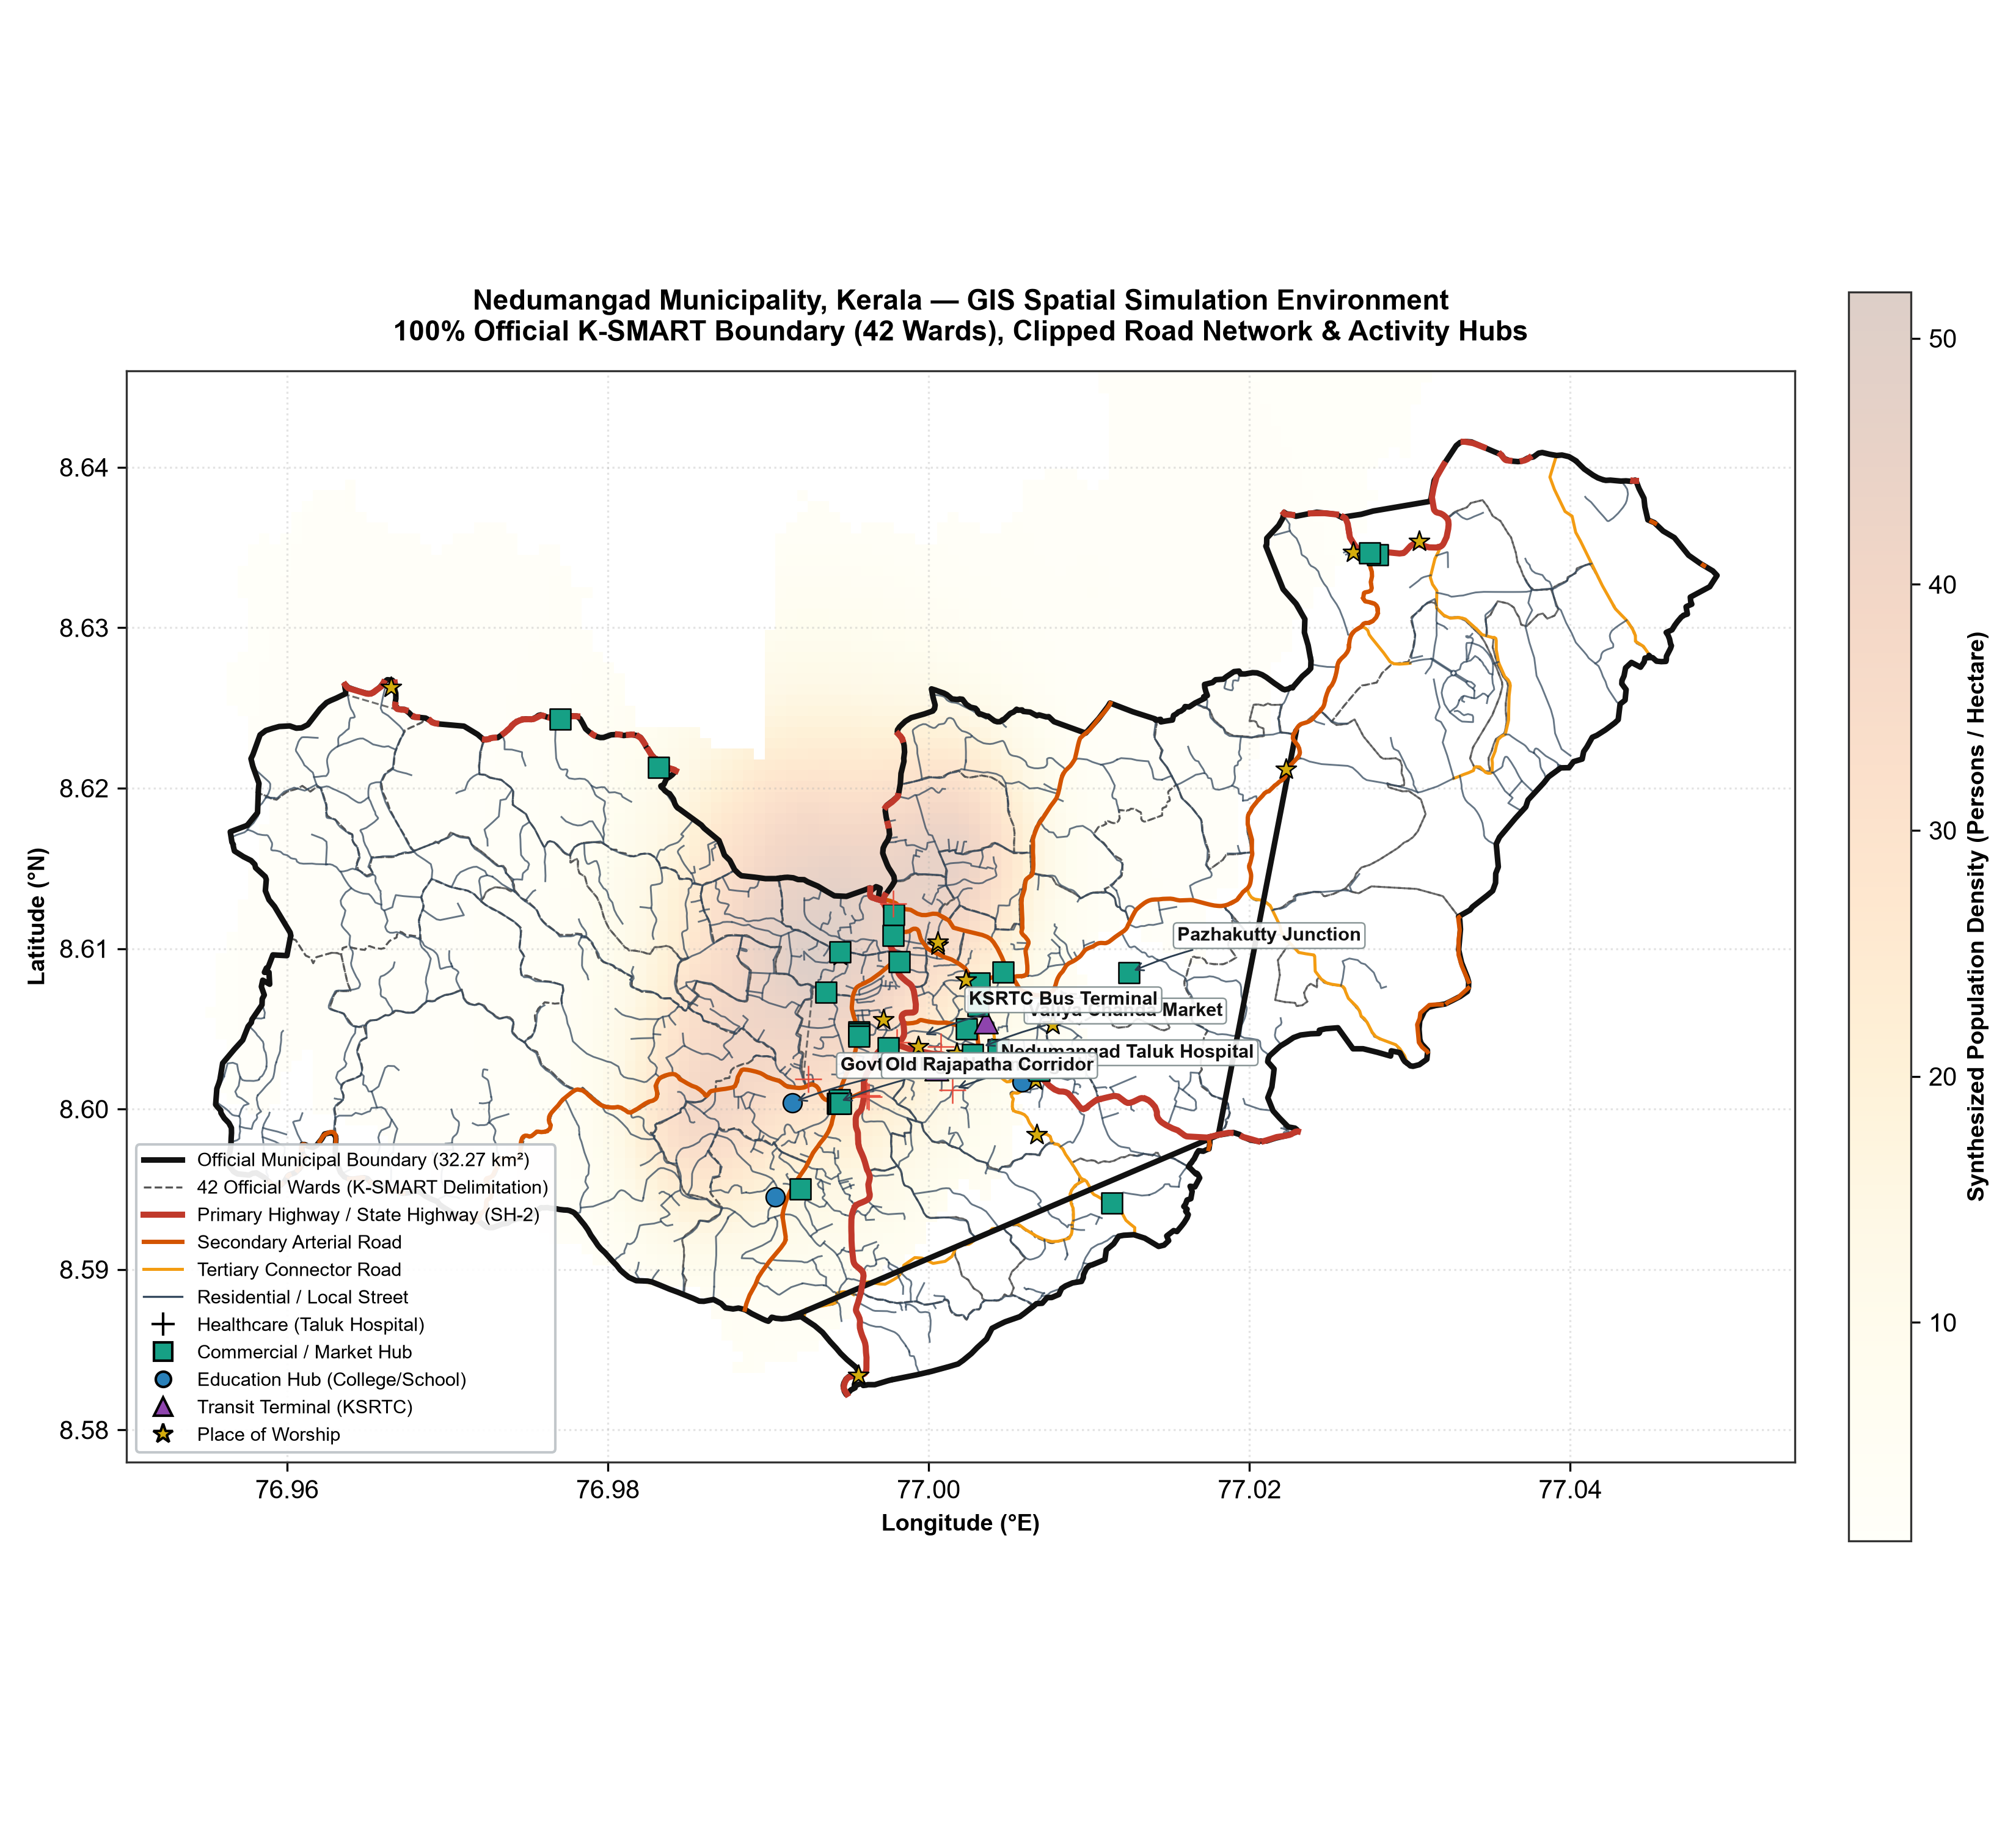 Nedumangad Municipality, Kerala — GIS Spatial Simulation Environment
100% Official K-SMART Boundary (42 Wards), Clipped Road Network & Activity Hubs
8.64
8.63
8.62
8.61
8.60
8.59
8.58
Latitude (°N)
76.96
76.98
77.00
77.02
77.04
Longitude (°E)
Pazhakutty Junction
KSRTC Bus Terminal
Market
Nedumangad Taluk Hospital
Govt
Old Rajapatha Corridor
Official Municipal Boundary (32.27 km²)
42 Official Wards (K-SMART Delimitation)
Primary Highway / State Highway (SH-2)
Secondary Arterial Road
Tertiary Connector Road
Residential / Local Street
Healthcare (Taluk Hospital)
Commercial / Market Hub
Education Hub (College/School)
Transit Terminal (KSRTC)
Place of Worship
50
40
30
20
10
Synthesized Population Density (Persons / Hectare)